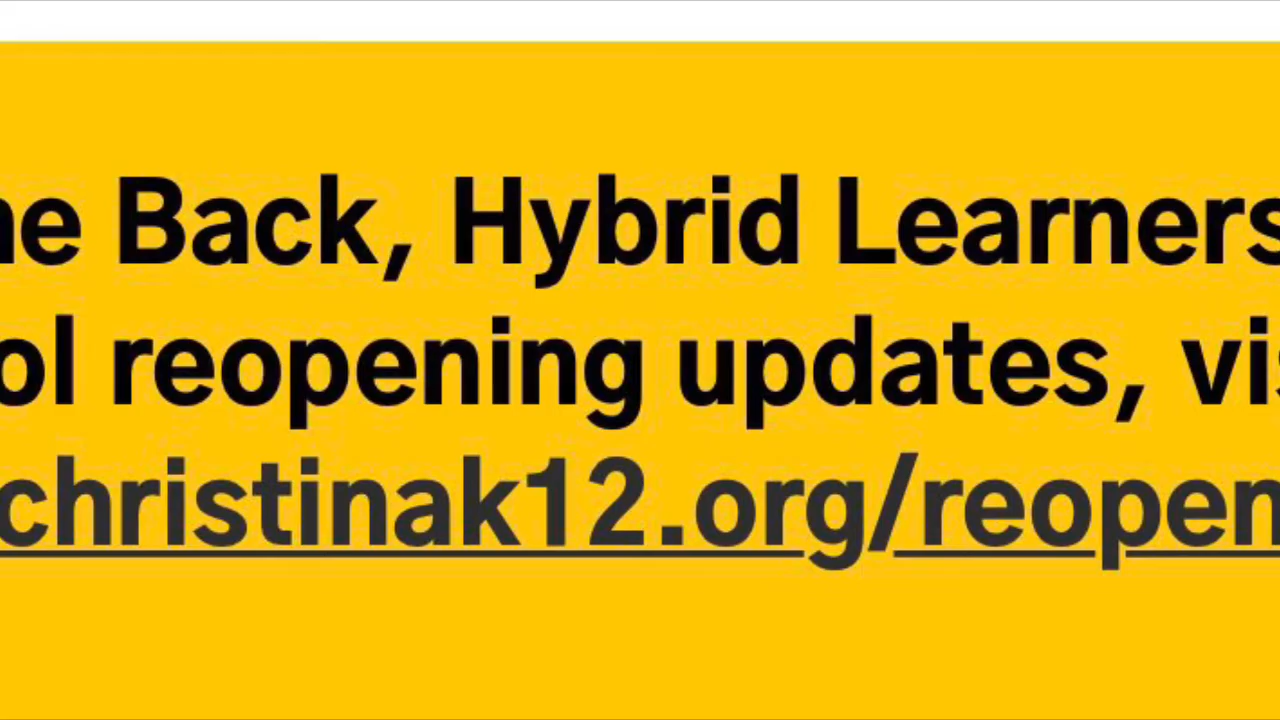 ne Back, Hybrid Learners
ol reopening updates, vis
christinak12.org/reopen